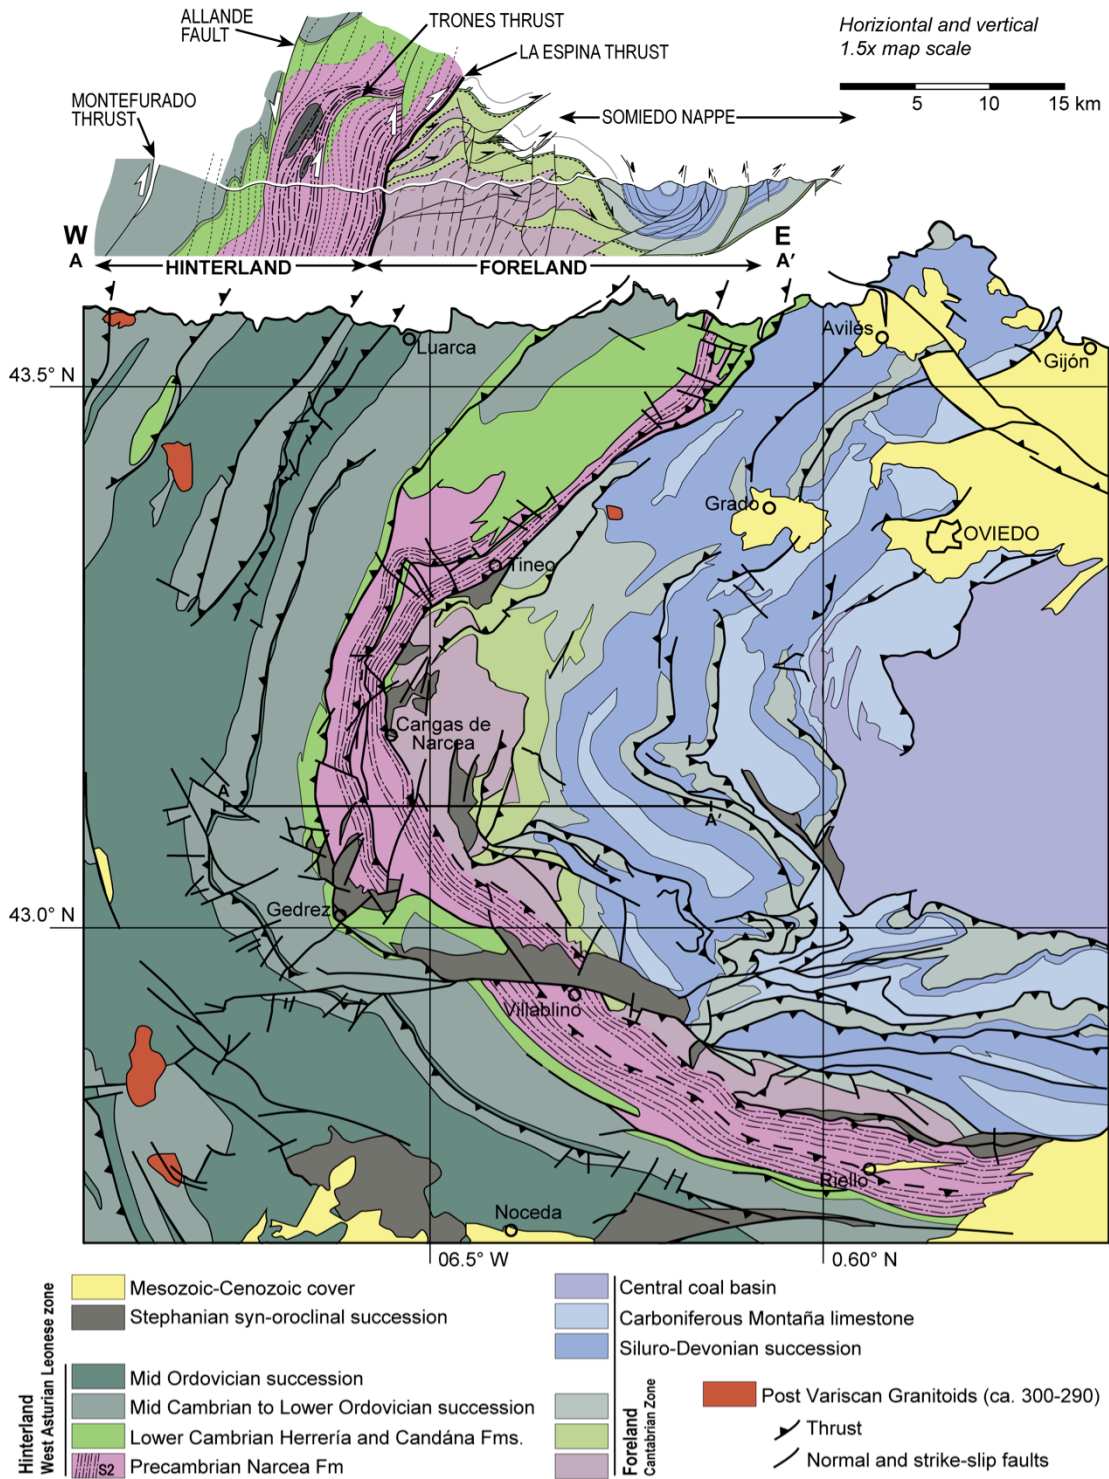 ALLANDE
FAULT
TRONES THRUST
LA ESPINA THRUST
Horiziontal and vertical
1.5x map scale
5 10 15 km
MONTEFURADO
THRUST
SOMIEDO NAPPE
W
A
E
A′
HINTERLAND
FORELAND
Avilés
Luarca
Gijón
43.5° N
Grado
OVIEDO
Tineo
Cangas de
Narcea
A
A′
43.0° N
Gedrez
Villablino
Riello
Noceda
06.5° W
0.60° N
Mesozoic-Cenozoic cover
Stephanian syn-oroclinal succession
Hinterland
West Asturian Leonese zone
Mid Ordovician succession
Mid Cambrian to Lower Ordovician succession
Lower Cambrian Herrería and Candána Fms.
S2
Precambrian Narcea Fm
Foreland
Cantabrian Zone
Central coal basin
Carboniferous Montaña limestone
Siluro-Devonian succession
Post Variscan Granitoids (ca. 300-290)
Thrust
Normal and strike-slip faults